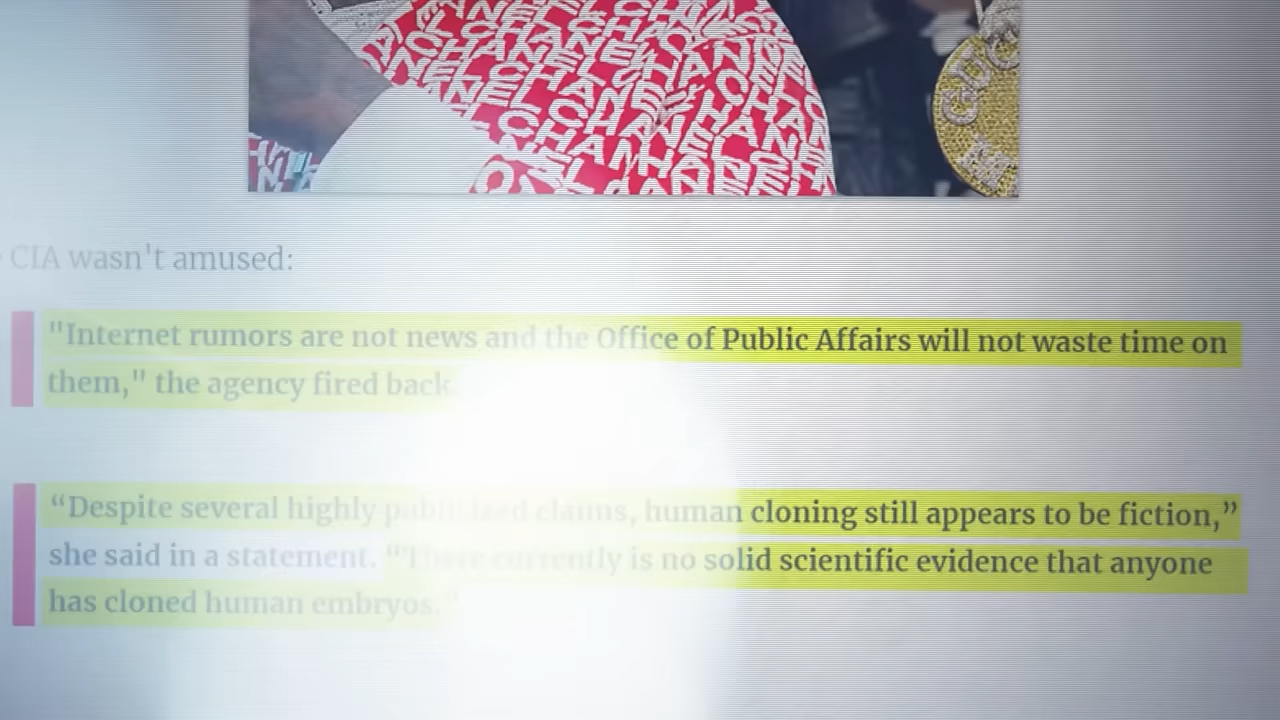 CHANEL
GUCCI
CIA wasn't amused:
"Internet rumors are not news and the Office of Public Affairs will not waste time on
them," the agency fired back
“Despite several highly publicized claims, human cloning still appears to be fiction,”
she said in a statement. “There currently is no solid scientific evidence that anyone
has cloned human embryos.”